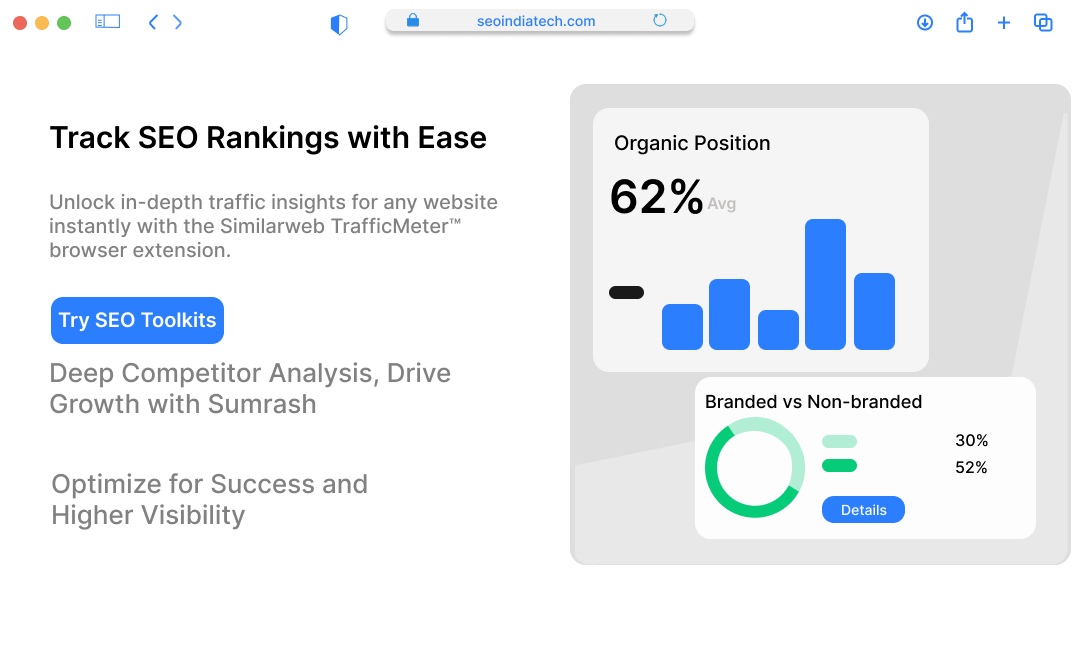 seoindiatech.com
Track SEO Rankings with Ease
Unlock in-depth traffic insights for any website
instantly with the Similarweb TrafficMeter™
browser extension.
Try SEO Toolkits
Deep Competitor Analysis, Drive
Growth with Sumrash
Optimize for Success and
Higher Visibility
Organic Position
62% Avg
Branded vs Non-branded
30%
52%
Details